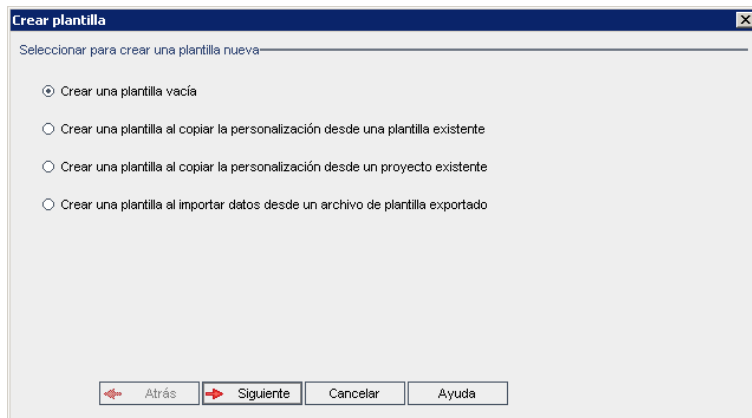 Crear plantilla
Seleccionar para crear una plantilla nueva
Crear una plantilla vacía
Crear una plantilla al copiar la personalización desde una plantilla existente
Crear una plantilla al copiar la personalización desde un proyecto existente
Crear una plantilla al importar datos desde un archivo de plantilla exportado
Atrás Siguiente Cancelar Ayuda